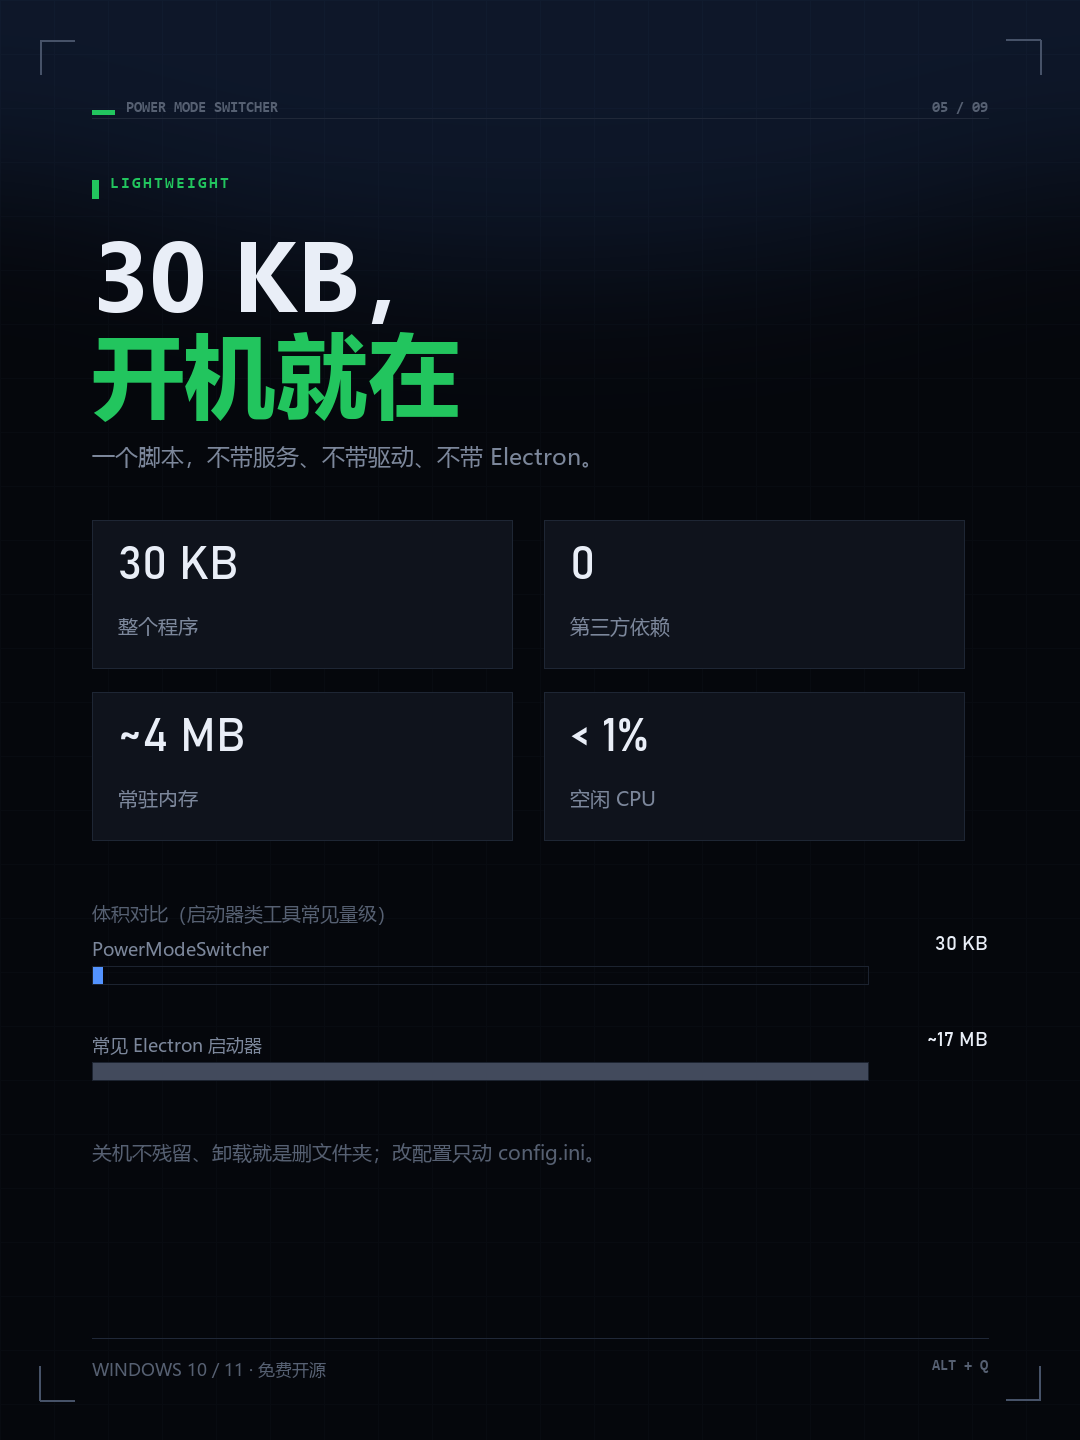 POWER MODE SWITCHER
05 / 09
LIGHTWEIGHT
30 KB,
开机就在
一个脚本，不带服务、不带驱动、不带 Electron。
30 KB
整个程序
0
第三方依赖
~4 MB
常驻内存
< 1%
空闲 CPU
体积对比（启动器类工具常见量级）
PowerModeSwitcher
30 KB
常见 Electron 启动器
~17 MB
关机不残留、卸载就是删文件夹；改配置只动 config.ini。
WINDOWS 10 / 11 · 免费开源
ALT + Q